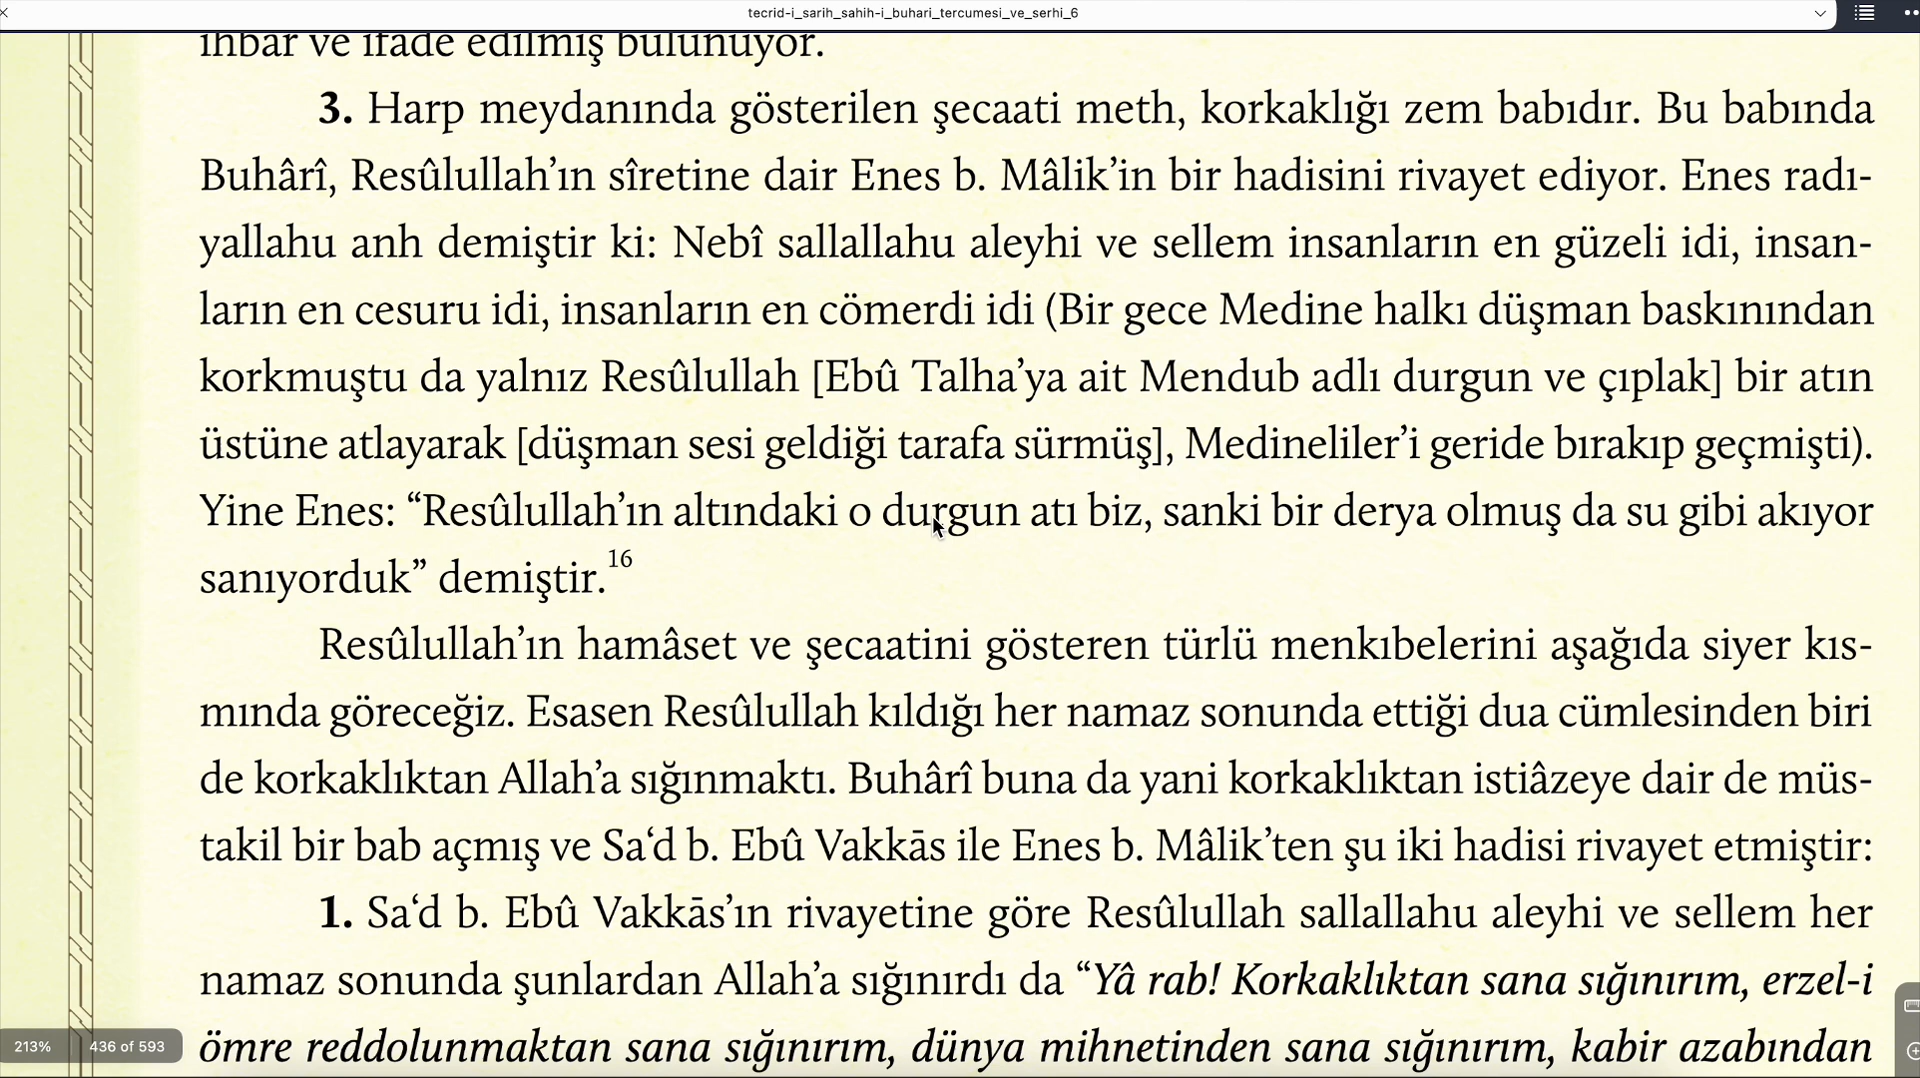 tecrid-i_sarih_sahih-i_buhari_tercumesi_ve_serhi_6
ihbar ve ifade edilmiş bulunuyor.
3. Harp meydanında gösterilen şecaati meth, korkaklığı zem babıdır. Bu babında
Buhârî, Resûlullah’ın sîretine dair Enes b. Mâlik’in bir hadisini rivayet ediyor. Enes radı-
yallahu anh demiştir ki: Nebî sallallahu aleyhi ve sellem insanların en güzeli idi, insan-
ların en cesuru idi, insanların en cömerdi idi (Bir gece Medine halkı düşman baskınından
korkmuştu da yalnız Resûlullah [Ebû Talha’ya ait Mendub adlı durgun ve çıplak] bir atın
üstüne atlayarak [düşman sesi geldiği tarafa sürmüş], Medineliler’i geride bırakıp geçmişti).
Yine Enes: “Resûlullah’ın altındaki o durgun atı biz, sanki bir derya olmuş da su gibi akıyor
sanıyorduk” demiştir.16
Resûlullah’ın hamâset ve şecaatini gösteren türlü menkıbelerini aşağıda siyer kıs-
mında göreceğiz. Esasen Resûlullah kıldığı her namaz sonunda ettiği dua cümlesinden biri
de korkaklıktan Allah’a sığınmaktı. Buhârî buna da yani korkaklıktan istiâzeye dair de müs-
takil bir bab açmış ve Sa‘d b. Ebû Vakkās ile Enes b. Mâlik’ten şu iki hadisi rivayet etmiştir:
1. Sa‘d b. Ebû Vakkās’ın rivayetine göre Resûlullah sallallahu aleyhi ve sellem her
namaz sonunda şunlardan Allah’a sığınırdı da “Yâ rab! Korkaklıktan sana sığınırım, erzel-i
ömre reddolunmaktan sana sığınırım, dünya mihnetinden sana sığınırım, kabir azabından
213% 436 of 593